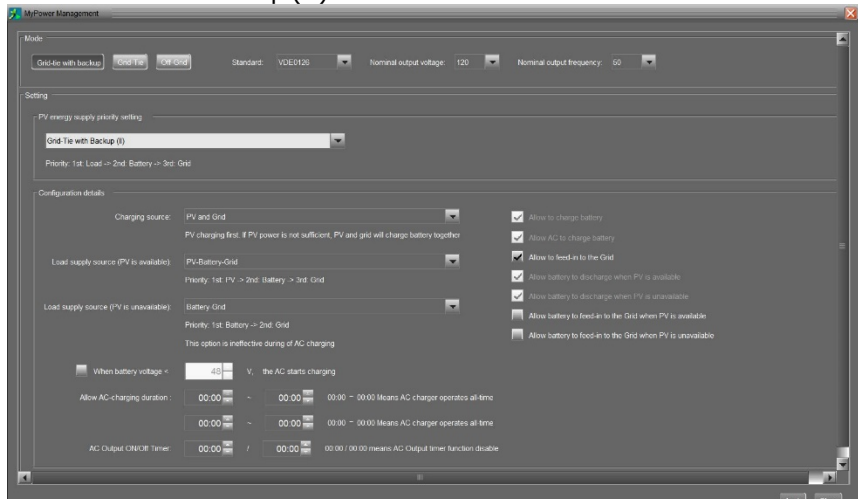 MyPower Management
Mode
Grid-tie with backup Grid Tie Off Grid Standard: VDE0126 Nominal output voltage: 120 Nominal output frequency: 60
Setting
PV energy supply priority setting
Grid-Tie with Backup (II)
Priority: 1st: Load -> 2nd: Battery -> 3rd: Grid
Configuration details
Charging source: PV and Grid
PV charging first. If PV power is not sufficient, PV and grid will charge battery together
Load supply source (PV is available): PV-Battery-Grid
Priority: 1st: PV -> 2nd: Battery -> 3rd: Grid
Load supply source (PV is unavailable): Battery-Grid
Priority: 1st: Battery -> 2nd: Grid
This option is ineffective during of AC charging
When battery voltage < 48 V, the AC starts charging
Allow AC-charging duration : 00:00 ~ 00:00 00:00 ~ 00:00 Means AC charger operates all-time
00:00 ~ 00:00 00:00 ~ 00:00 Means AC charger operates all-time
AC Output ON/Off Timer: 00:00 / 00:00 00:00 / 00:00 means AC Output timer function disable
Allow to charge battery
Allow AC to charge battery
Allow to feed-in to the Grid
Allow battery to discharge when PV is available
Allow battery to discharge when PV is unavailable
Allow battery to feed-in to the Grid when PV is available
Allow battery to feed-in to the Grid when PV is unavailable